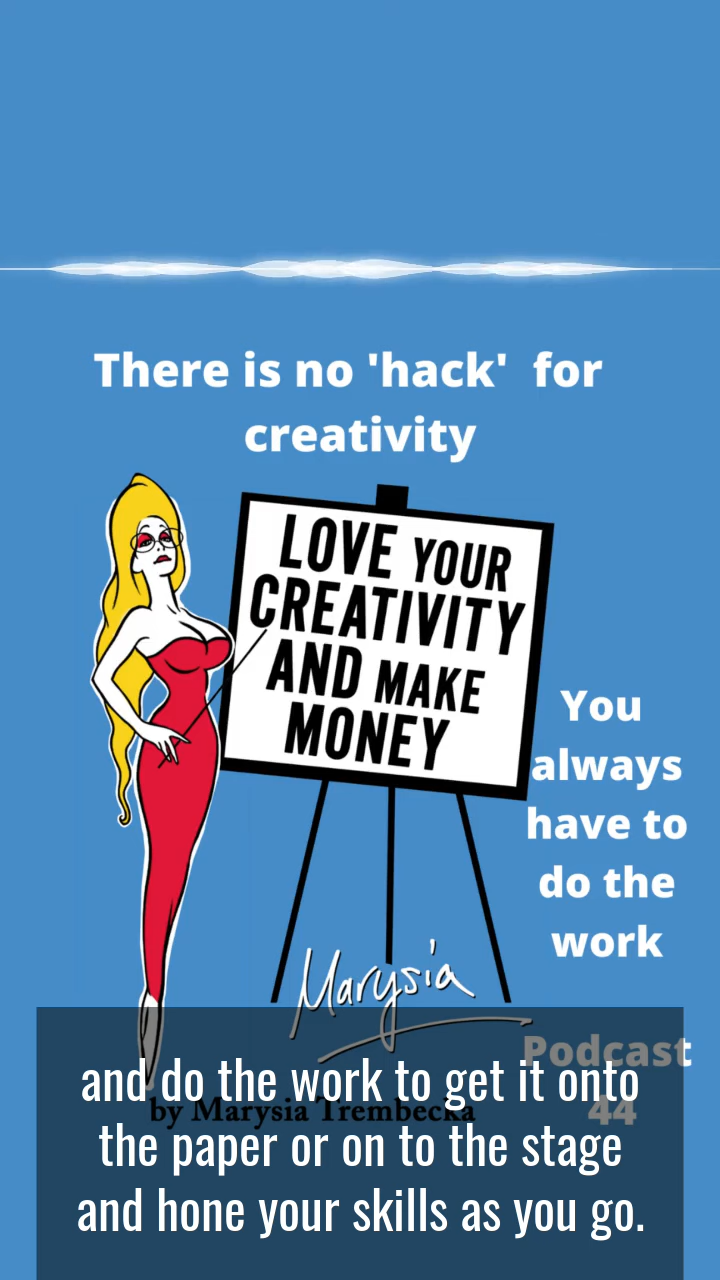 There is no 'hack' for
creativity
LOVE YOUR
CREATIVITY
AND MAKE
MONEY
You
always
have to
do the
work
Marysia
Podcast
44
by Marysia Trembecka
and do the work to get it onto
the paper or on to the stage
and hone your skills as you go.